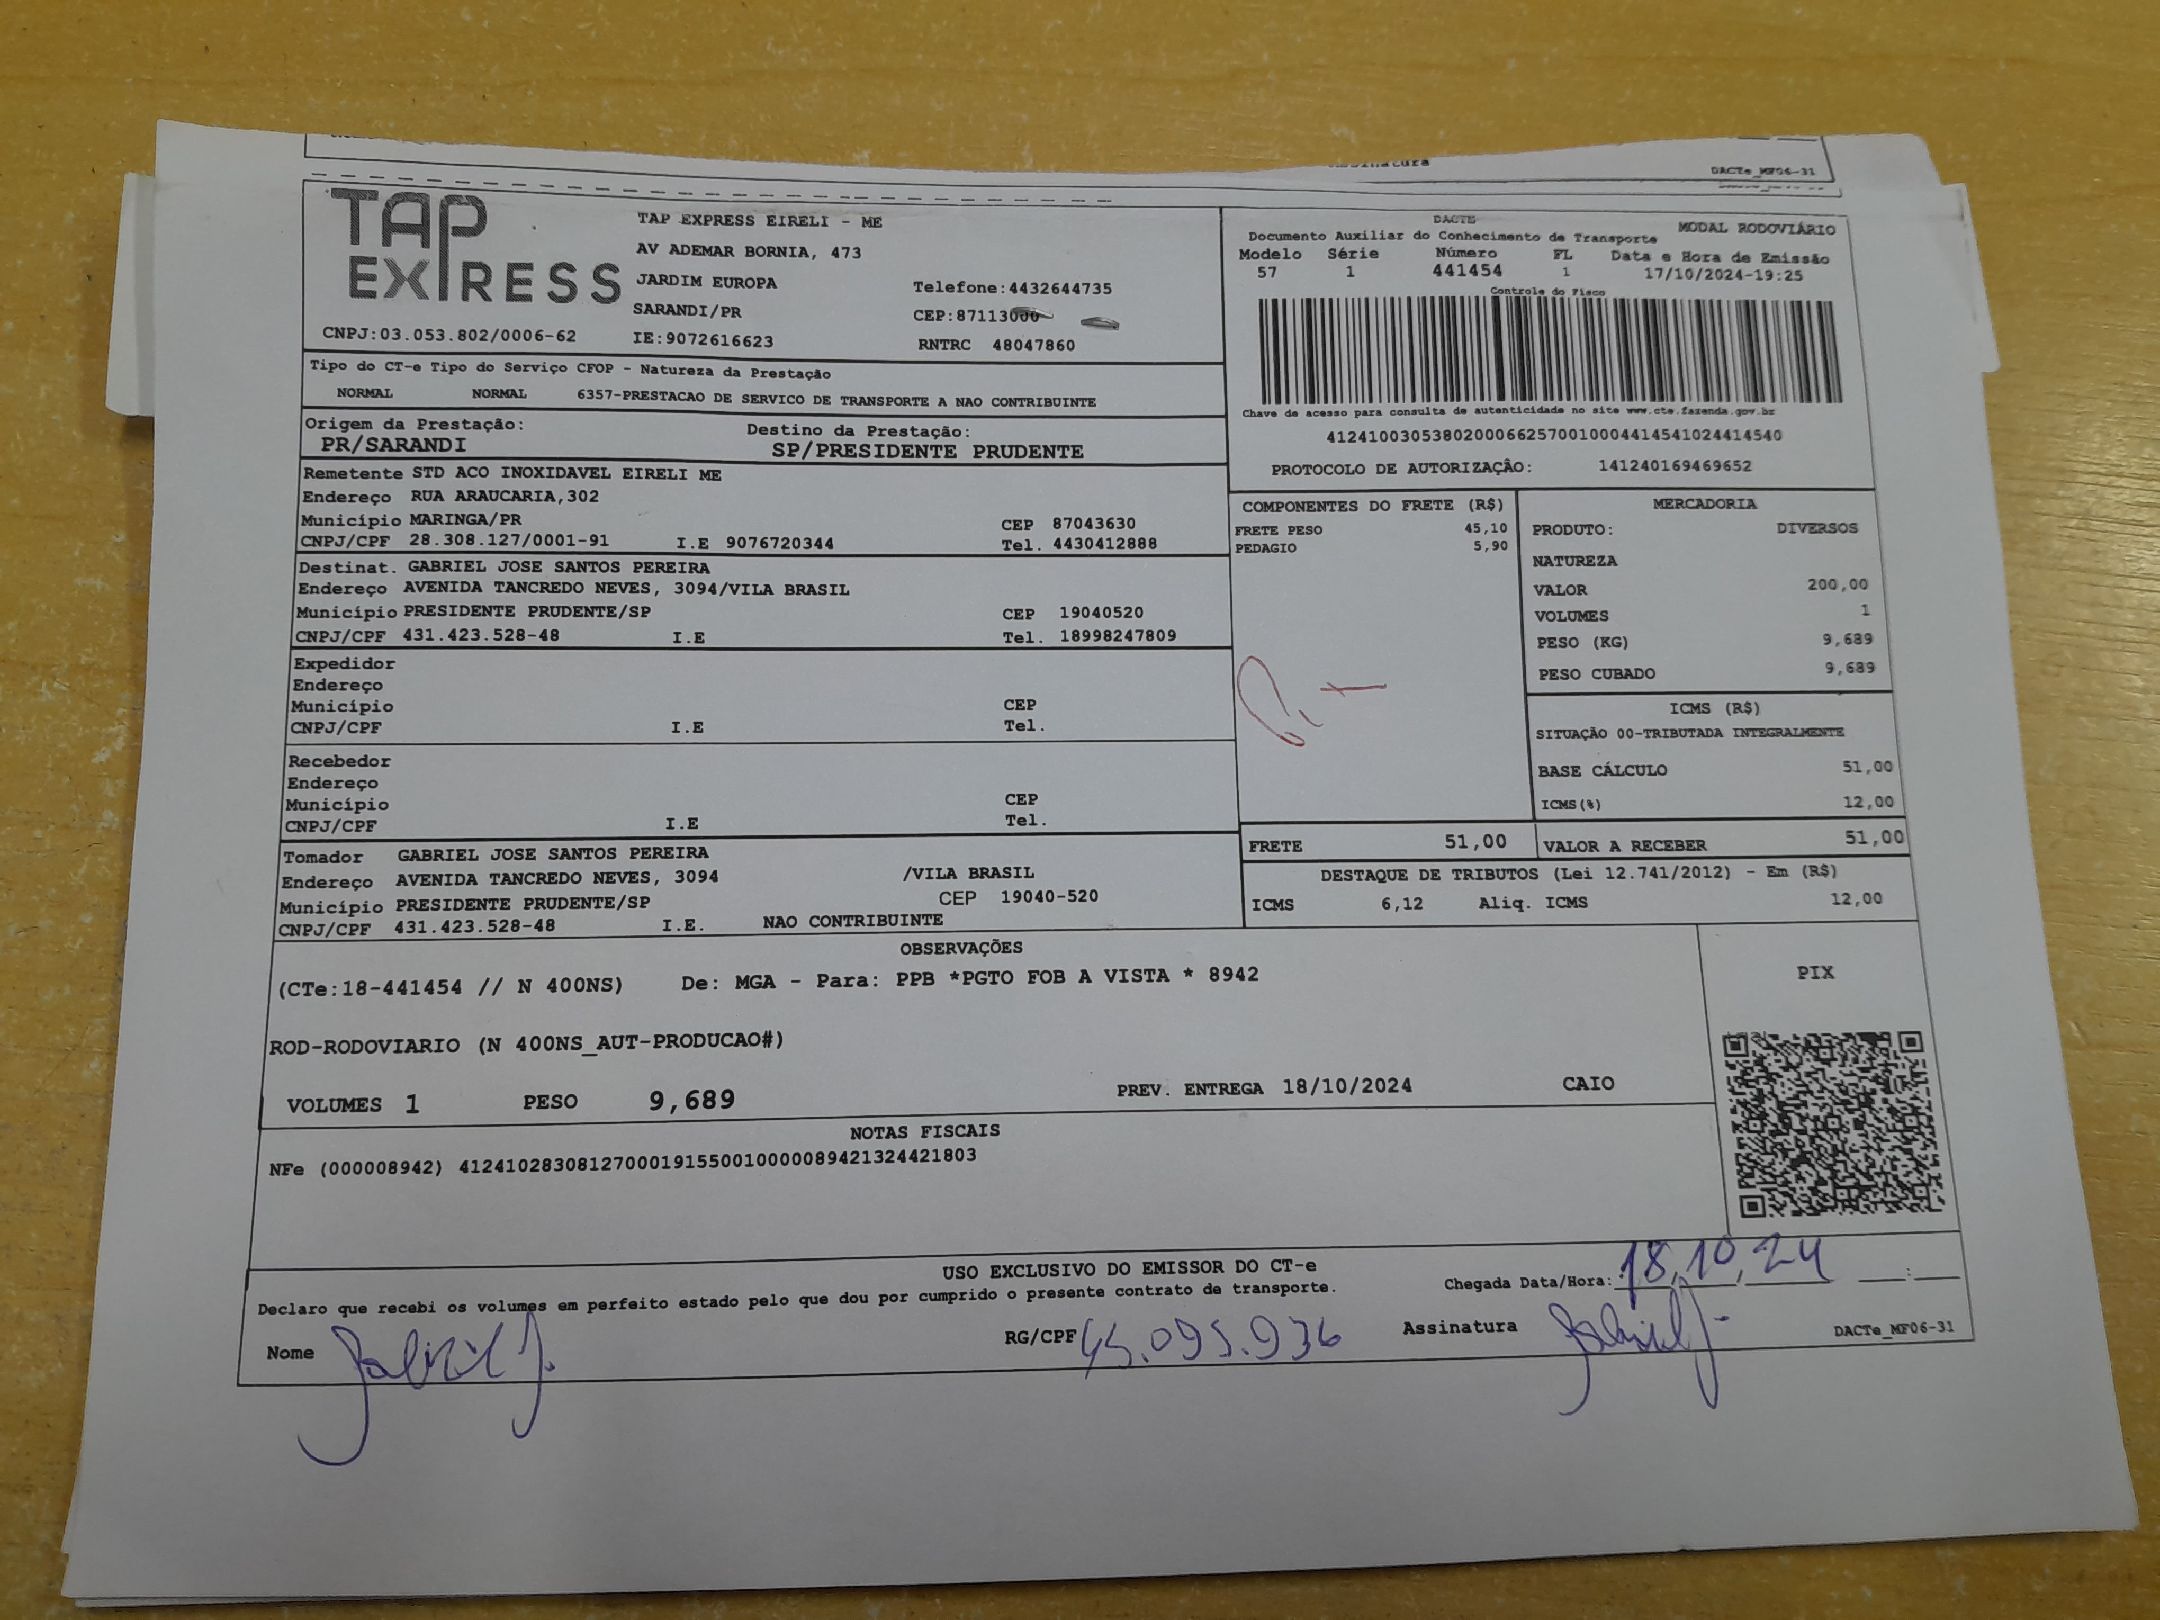 DACTe_MF06-31
TAP EXPRESS
TAP EXPRESS EIRELI - ME
AV ADEMAR BORNIA, 473
JARDIM EUROPA
Telefone:4432644735
SARANDI/PR
CEP:87113000
CNPJ:03.053.802/0006-62
IE:9072616623
RNTRC 48047860
DACTE
MODAL RODOVIÁRIO
Documento Auxiliar do Conhecimento de Transporte
Modelo Série Número FL Data e Hora de Emissão
57 1 441454 1 17/10/2024-19:25
Controle do Fisco
Chave de acesso para consulta de autenticidade no site www.cte.fazenda.gov.br
41241003053802000662570010004414541024414540
PROTOCOLO DE AUTORIZAÇÃO: 141240169469652
Tipo do CT-e Tipo do Serviço CFOP - Natureza da Prestação
NORMAL NORMAL 6357-PRESTACAO DE SERVICO DE TRANSPORTE A NAO CONTRIBUINTE
Origem da Prestação: Destino da Prestação:
PR/SARANDI SP/PRESIDENTE PRUDENTE
Remetente STD ACO INOXIDAVEL EIRELI ME
Endereço RUA ARAUCARIA,302
Município MARINGA/PR CEP 87043630
CNPJ/CPF 28.308.127/0001-91 I.E 9076720344 Tel. 4430412888
Destinat. GABRIEL JOSE SANTOS PEREIRA
Endereço AVENIDA TANCREDO NEVES, 3094/VILA BRASIL
Município PRESIDENTE PRUDENTE/SP CEP 19040520
CNPJ/CPF 431.423.528-48 I.E Tel. 18998247809
Expedidor
Endereço
Município CEP
CNPJ/CPF I.E Tel.
Recebedor
Endereço
Município CEP
CNPJ/CPF I.E Tel.
Tomador GABRIEL JOSE SANTOS PEREIRA
Endereço AVENIDA TANCREDO NEVES, 3094 /VILA BRASIL
Município PRESIDENTE PRUDENTE/SP CEP 19040-520
CNPJ/CPF 431.423.528-48 I.E. NAO CONTRIBUINTE
COMPONENTES DO FRETE (R$)
FRETE PESO 45,10
PEDAGIO 5,90
MERCADORIA
PRODUTO: DIVERSOS
NATUREZA
VALOR 200,00
VOLUMES 1
PESO (KG) 9,689
PESO CUBADO 9,689
ICMS (R$)
SITUAÇÃO 00-TRIBUTADA INTEGRALMENTE
BASE CÁLCULO 51,00
ICMS(%) 12,00
FRETE 51,00 VALOR A RECEBER 51,00
DESTAQUE DE TRIBUTOS (Lei 12.741/2012) - Em (R$)
ICMS 6,12 Aliq. ICMS 12,00
OBSERVAÇÕES
(CTe:18-441454 // N 400NS) De: MGA - Para: PPB *PGTO FOB A VISTA * 8942
ROD-RODOVIARIO (N 400NS_AUT-PRODUCAO#)
VOLUMES 1 PESO 9,689 PREV. ENTREGA 18/10/2024 CAIO
PIX
NOTAS FISCAIS
NFe (000008942) 41241028308127000191550010000089421324421803
USO EXCLUSIVO DO EMISSOR DO CT-e
Declaro que recebi os volumes em perfeito estado pelo que dou por cumprido o presente contrato de transporte.
Chegada Data/Hora: 18,10,24 :
Nome Gabriel J. RG/CPF 45.095.936 Assinatura Gabriel J.
DACTe_MF06-31